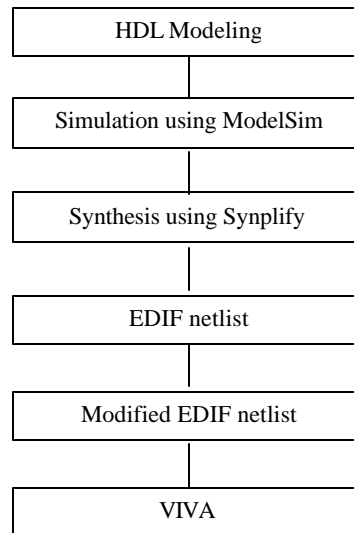 HDL Modeling
Simulation using ModelSim
Synthesis using Synplify
EDIF netlist
Modified EDIF netlist
VIVA